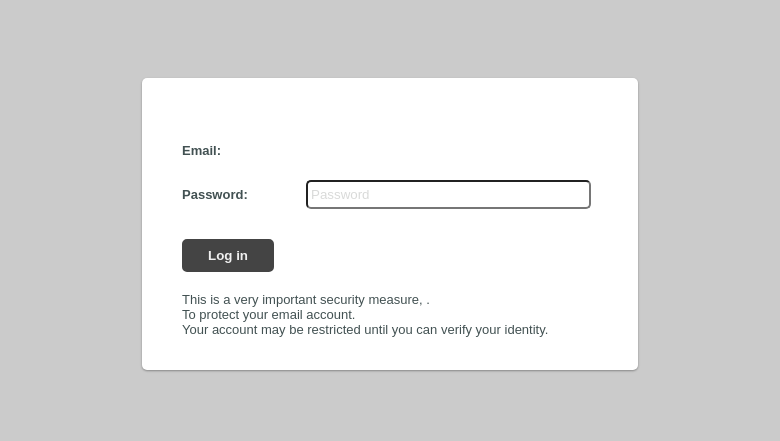 Email:
Password:
Password
Log in
This is a very important security measure, .
To protect your email account.
Your account may be restricted until you can verify your identity.